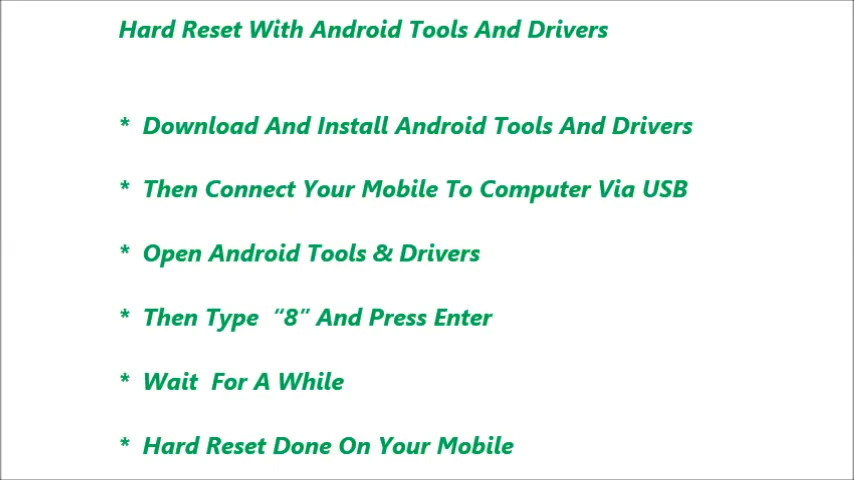 Hard Reset With Android Tools And Drivers
* Download And Install Android Tools And Drivers
* Then Connect Your Mobile To Computer Via USB
* Open Android Tools & Drivers
* Then Type “8” And Press Enter
* Wait For A While
* Hard Reset Done On Your Mobile